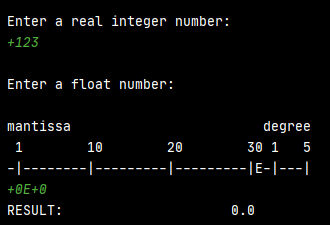 Enter a real integer number:
+123
Enter a float number:
mantissa                        degree
 1        10        20        30 1   5
-|--------|---------|---------|E-|---|
+0E+0
RESULT:                     0.0